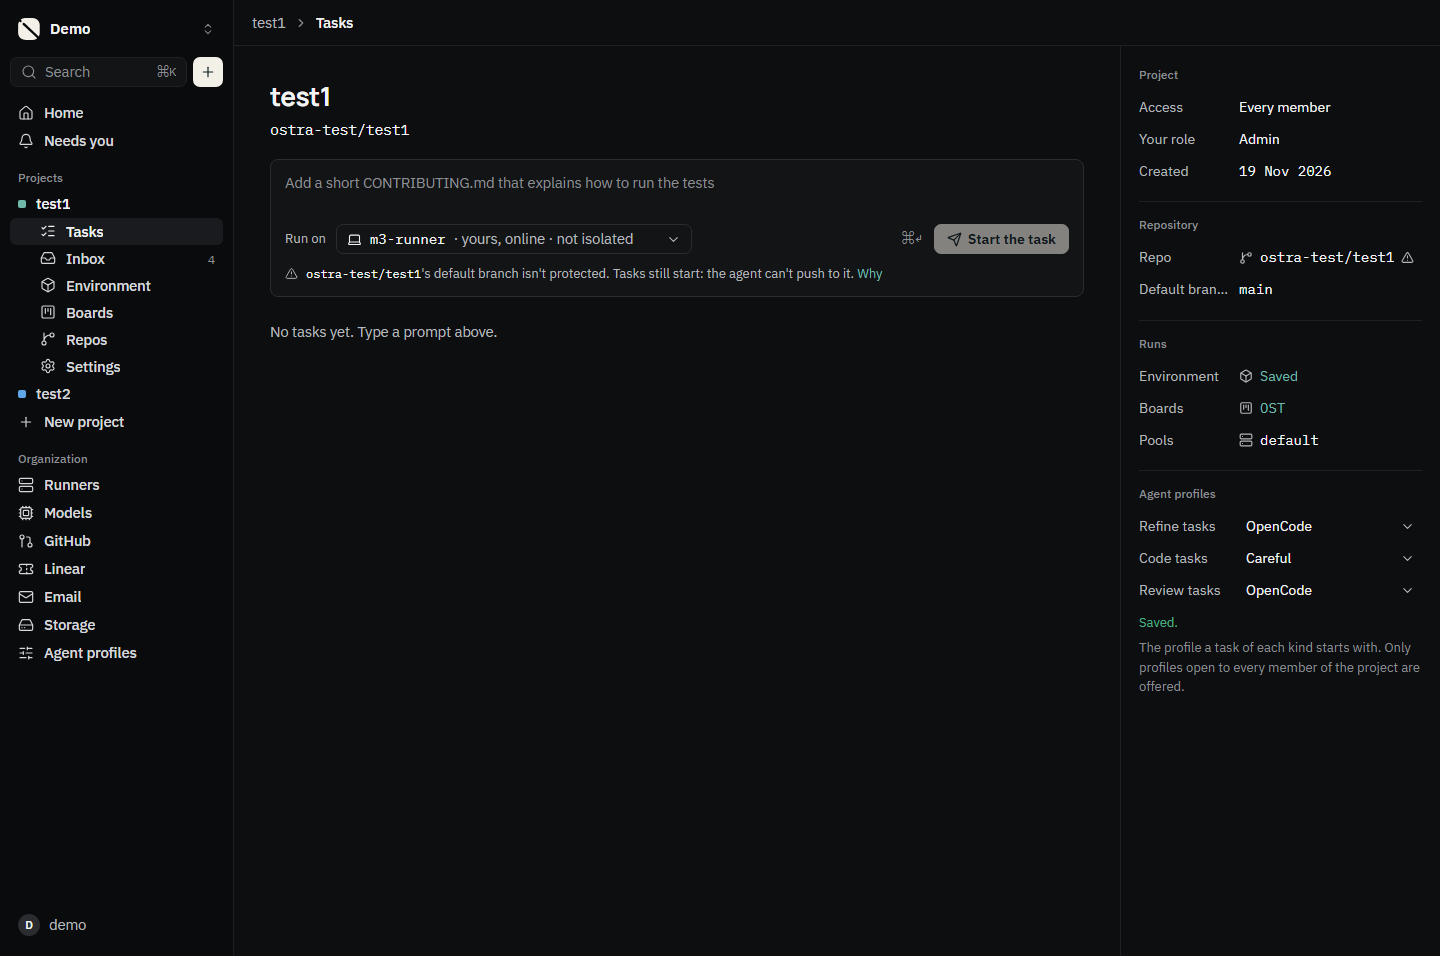 Demo
Search ⌘K
Home
Needs you
Projects
test1
Tasks
Inbox 4
Environment
Boards
Repos
Settings
test2
New project
Organization
Runners
Models
GitHub
Linear
Email
Storage
Agent profiles
D demo
test1 > Tasks
test1
ostra-test/test1
Add a short CONTRIBUTING.md that explains how to run the tests
Run on m3-runner · yours, online · not isolated ⌘↵ Start the task
ostra-test/test1's default branch isn't protected. Tasks still start: the agent can't push to it. Why
No tasks yet. Type a prompt above.
Project
Access Every member
Your role Admin
Created 19 Nov 2026
Repository
Repo ostra-test/test1
Default bran... main
Runs
Environment Saved
Boards OST
Pools default
Agent profiles
Refine tasks OpenCode
Code tasks Careful
Review tasks OpenCode
Saved.
The profile a task of each kind starts with. Only
profiles open to every member of the project are
offered.